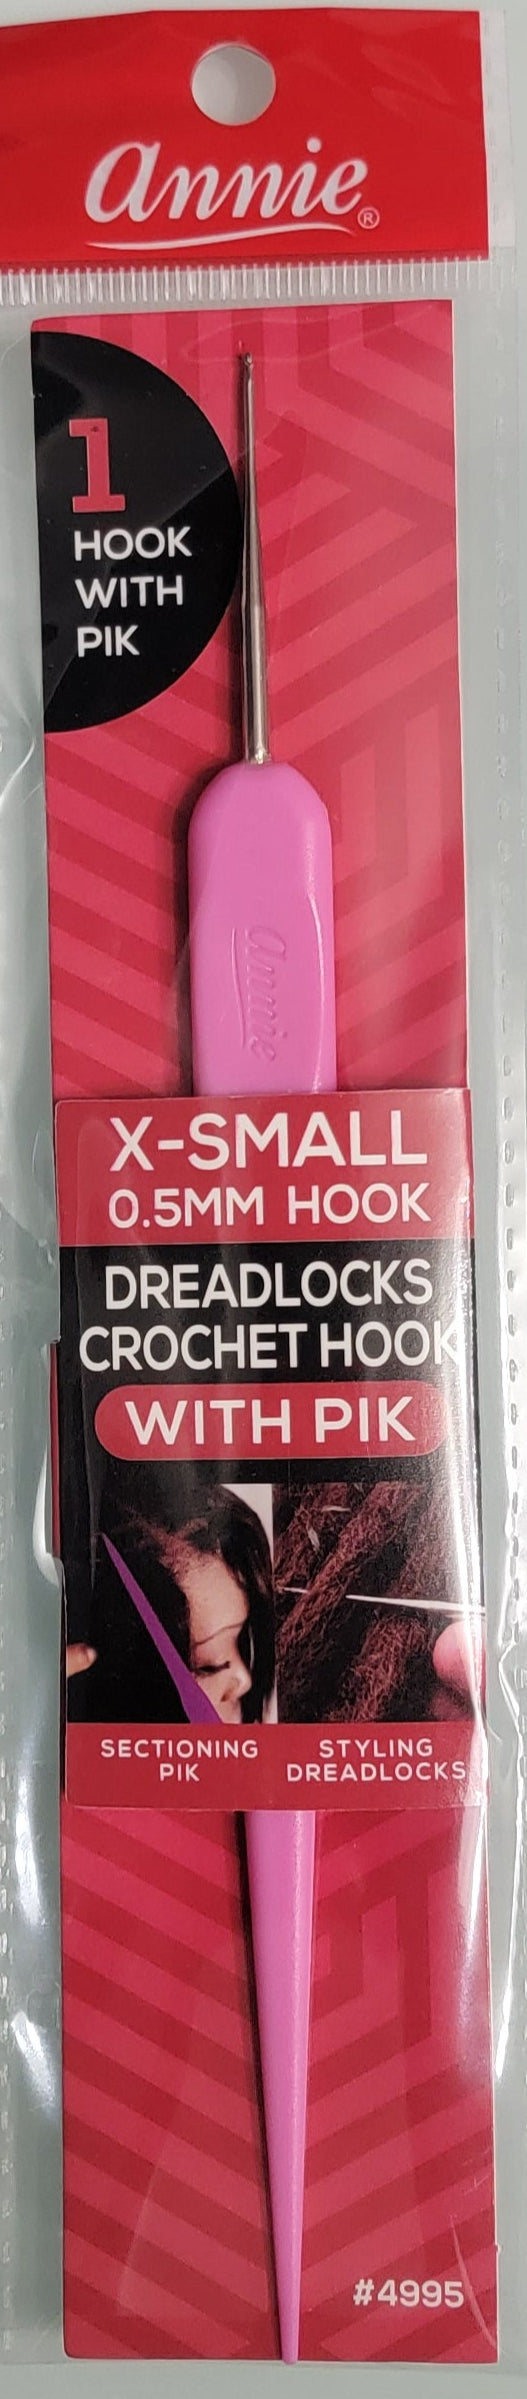 annie®
1
HOOK
WITH
PIK
annie
X-SMALL
0.5MM HOOK
DREADLOCKS
CROCHET HOOK
WITH PIK
SECTIONING
PIK
STYLING
DREADLOCKS
#4995